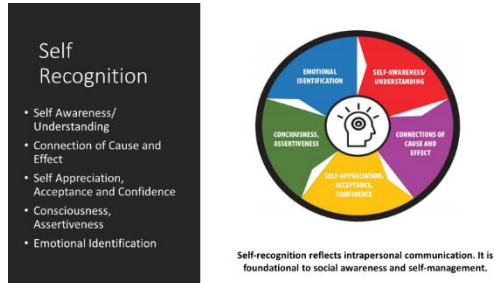 Self
Recognition
• Self Awareness/
Understanding
• Connection of Cause and
Effect
• Self Appreciation,
Acceptance and Confidence
• Consciousness,
Assertiveness
• Emotional Identification
EMOTIONAL
IDENTIFICATION
SELF-AWARENESS/
UNDERSTANDING
CONNECTIONS OF
CAUSE AND
EFFECT
SELF-APPRECIATION,
ACCEPTANCE,
CONFIDENCE
CONCIOUSNESS,
ASSERTIVENESS
Self-recognition reflects intrapersonal communication. It is
foundational to social awareness and self-management.